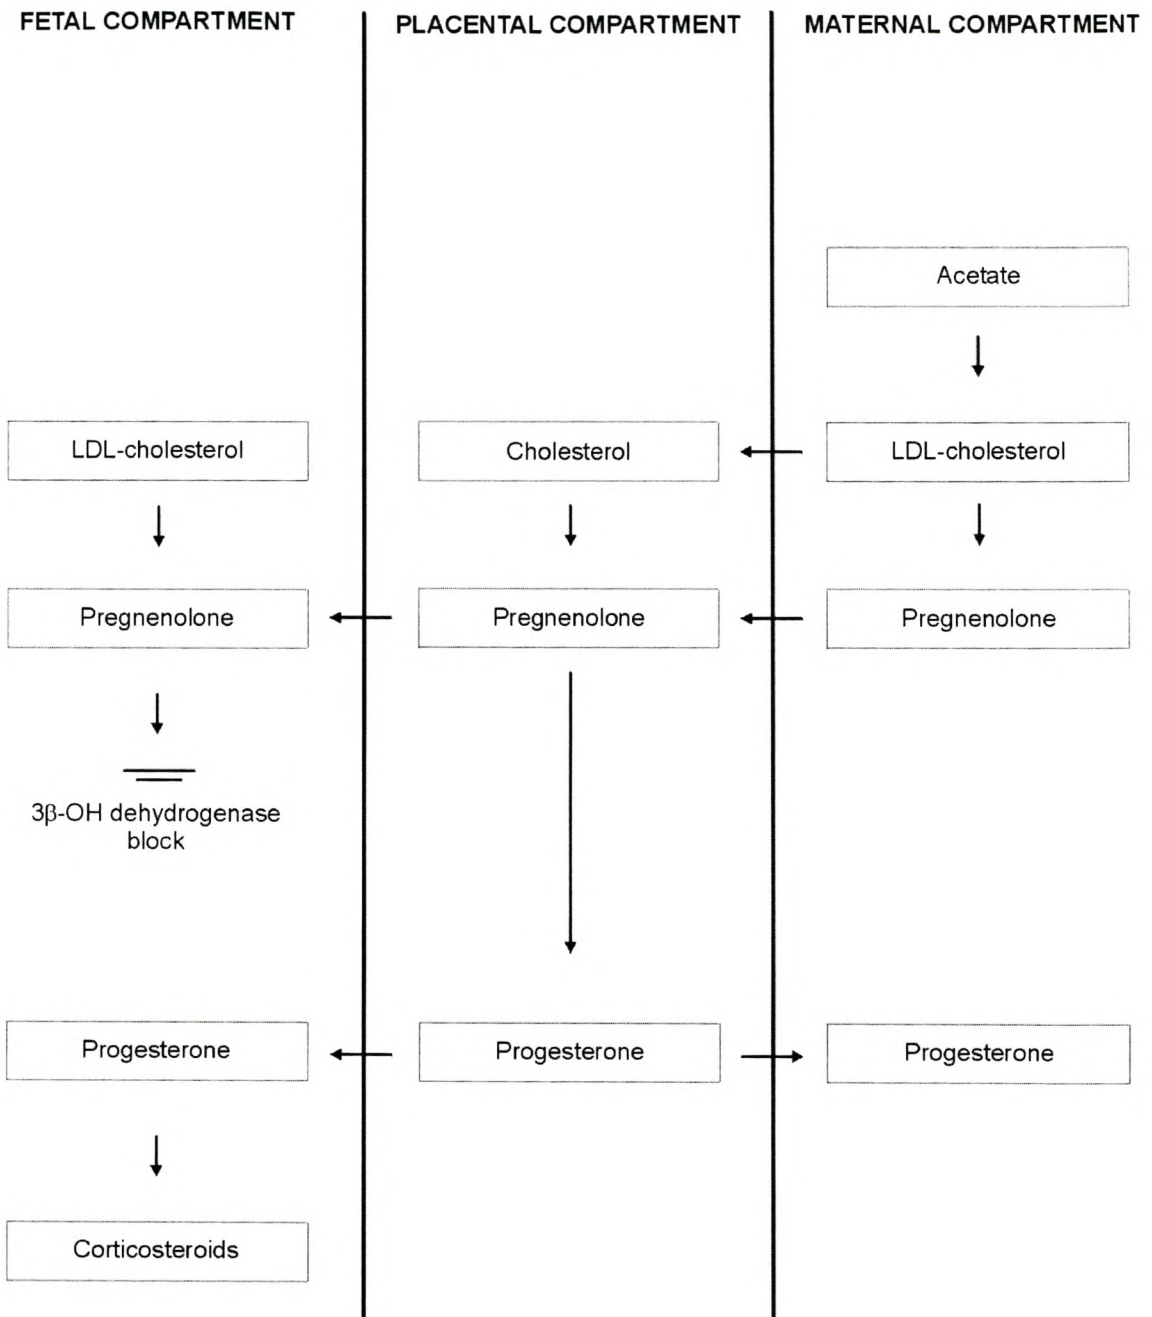 FETAL COMPARTMENT
PLACENTAL COMPARTMENT
MATERNAL COMPARTMENT
Acetate
LDL-cholesterol
Cholesterol
LDL-cholesterol
Pregnenolone
Pregnenolone
Pregnenolone
3β-OH dehydrogenase
block
Progesterone
Progesterone
Progesterone
Corticosteroids